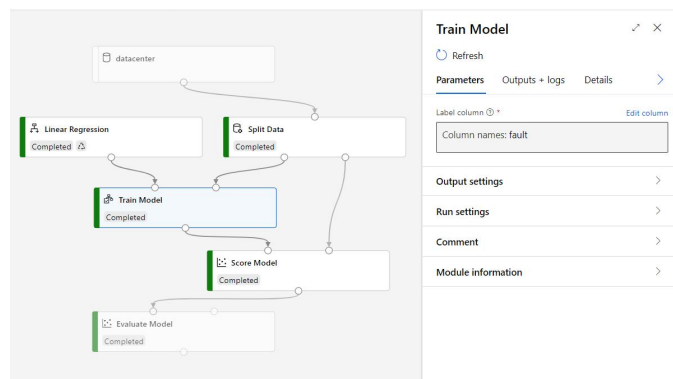 datacenter
Linear Regression
Completed
Split Data
Completed
Train Model
Completed
Score Model
Completed
Evaluate Model
Completed
Train Model
Refresh
Parameters Outputs + logs Details
Label column * Edit column
Column names: fault
Output settings
Run settings
Comment
Module information